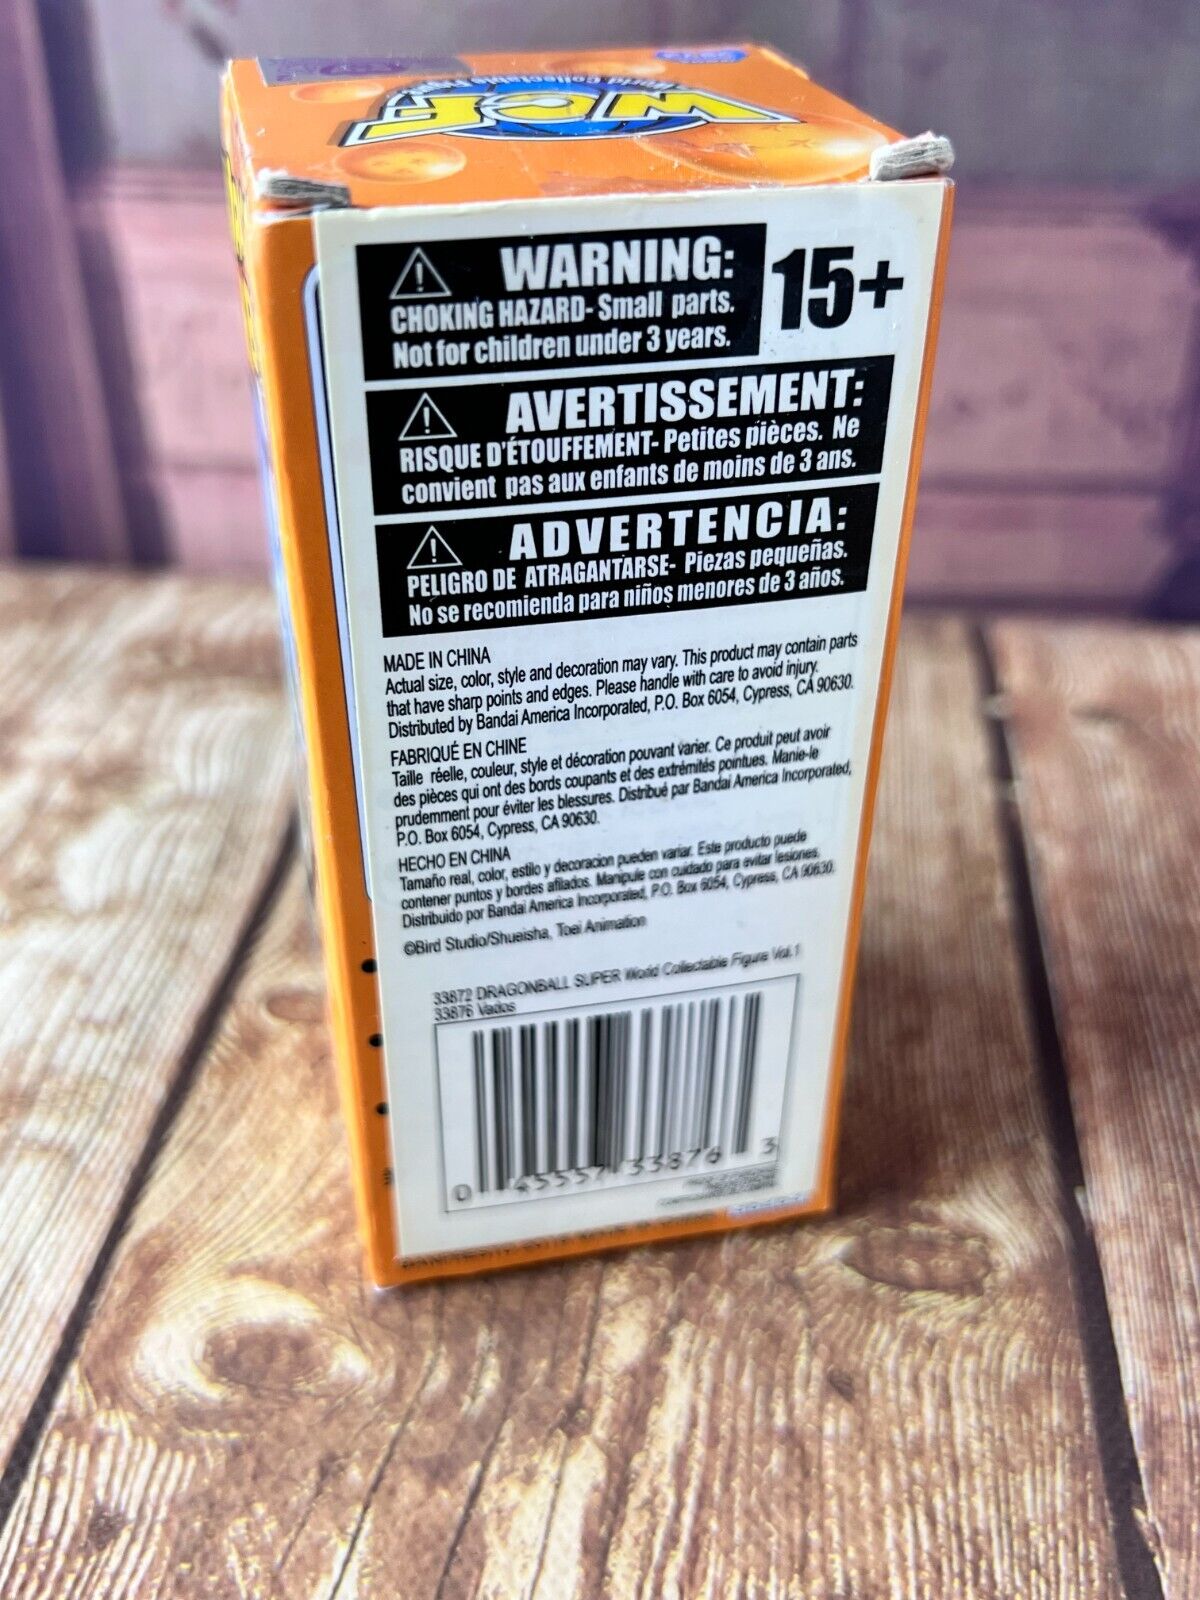 WCF
World Collectable Figure
WARNING:
CHOKING HAZARD- Small parts.
Not for children under 3 years.
15+
AVERTISSEMENT:
RISQUE D'ÉTOUFFEMENT- Petites pièces. Ne
convient pas aux enfants de moins de 3 ans.
ADVERTENCIA:
PELIGRO DE ATRAGANTARSE- Piezas pequeñas.
No se recomienda para niños menores de 3 años.
MADE IN CHINA
Actual size, color, style and decoration may vary. This product may contain parts
that have sharp points and edges. Please handle with care to avoid injury.
Distributed by Bandai America Incorporated, P.O. Box 6054, Cypress, CA 90630.
FABRIQUÉ EN CHINE
Taille réelle, couleur, style et décoration pouvant varier. Ce produit peut avoir
des pièces qui ont des bords coupants et des extrémités pointues. Manie-le
prudemment pour éviter les blessures. Distribué par Bandai America Incorporated,
P.O. Box 6054, Cypress, CA 90630.
HECHO EN CHINA
Tamaño real, color, estilo y decoracion pueden variar. Este producto puede
contener puntos y bordes afilados. Manipule con cuidado para evitar lesiones.
Distribuido por Bandai America Incorporated, P.O. Box 6054, Cypress, CA 90630.
©Bird Studio/Shueisha, Toei Animation
33872 DRAGONBALL SUPER World Collectable Figure Vol.1
33876 Vados
0 45557 33876 3